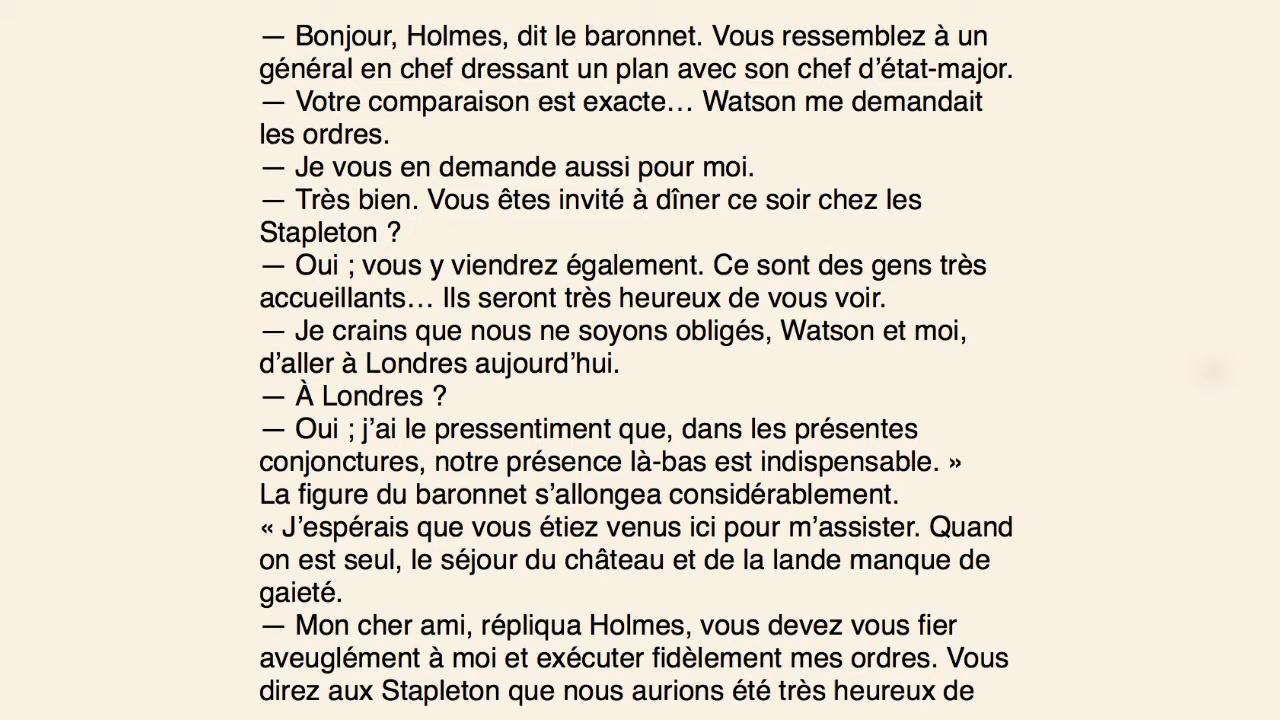 — Bonjour, Holmes, dit le baronnet. Vous ressemblez à un
général en chef dressant un plan avec son chef d’état-major.
— Votre comparaison est exacte… Watson me demandait
les ordres.
— Je vous en demande aussi pour moi.
— Très bien. Vous êtes invité à dîner ce soir chez les
Stapleton ?
— Oui ; vous y viendrez également. Ce sont des gens très
accueillants… Ils seront très heureux de vous voir.
— Je crains que nous ne soyons obligés, Watson et moi,
d’aller à Londres aujourd’hui.
— À Londres ?
— Oui ; j’ai le pressentiment que, dans les présentes
conjonctures, notre présence là-bas est indispensable. »
La figure du baronnet s’allongea considérablement.
« J’espérais que vous étiez venus ici pour m’assister. Quand
on est seul, le séjour du château et de la lande manque de
gaieté.
— Mon cher ami, répliqua Holmes, vous devez vous fier
aveuglément à moi et exécuter fidèlement mes ordres. Vous
direz aux Stapleton que nous aurions été très heureux de